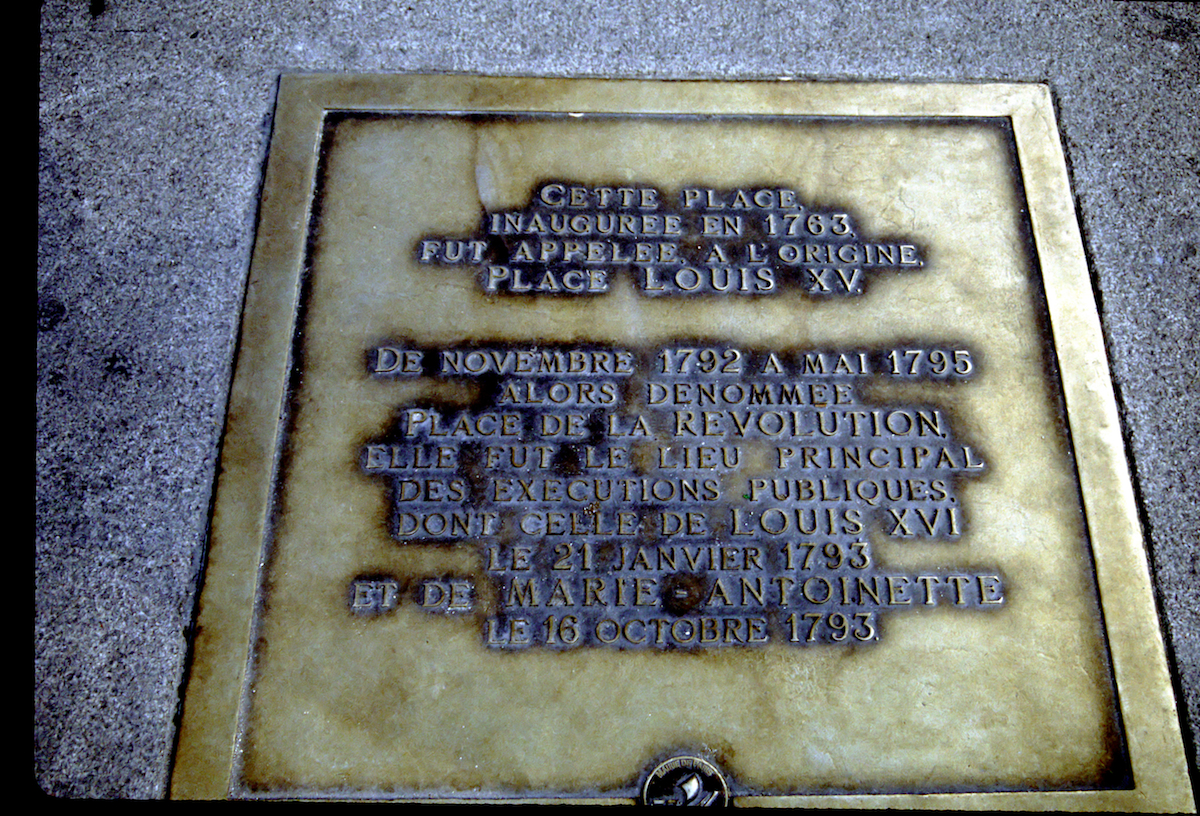 CETTE PLACE,
INAUGUREE EN 1763,
FUT APPELEE, A L'ORIGINE,
PLACE LOUIS XV.
DE NOVEMBRE 1792 A MAI 1795
ALORS DENOMMEE
PLACE DE LA REVOLUTION,
ELLE FUT LE LIEU PRINCIPAL
DES EXECUTIONS PUBLIQUES,
DONT CELLE DE LOUIS XVI
LE 21 JANVIER 1793
ET DE MARIE-ANTOINETTE
LE 16 OCTOBRE 1793.